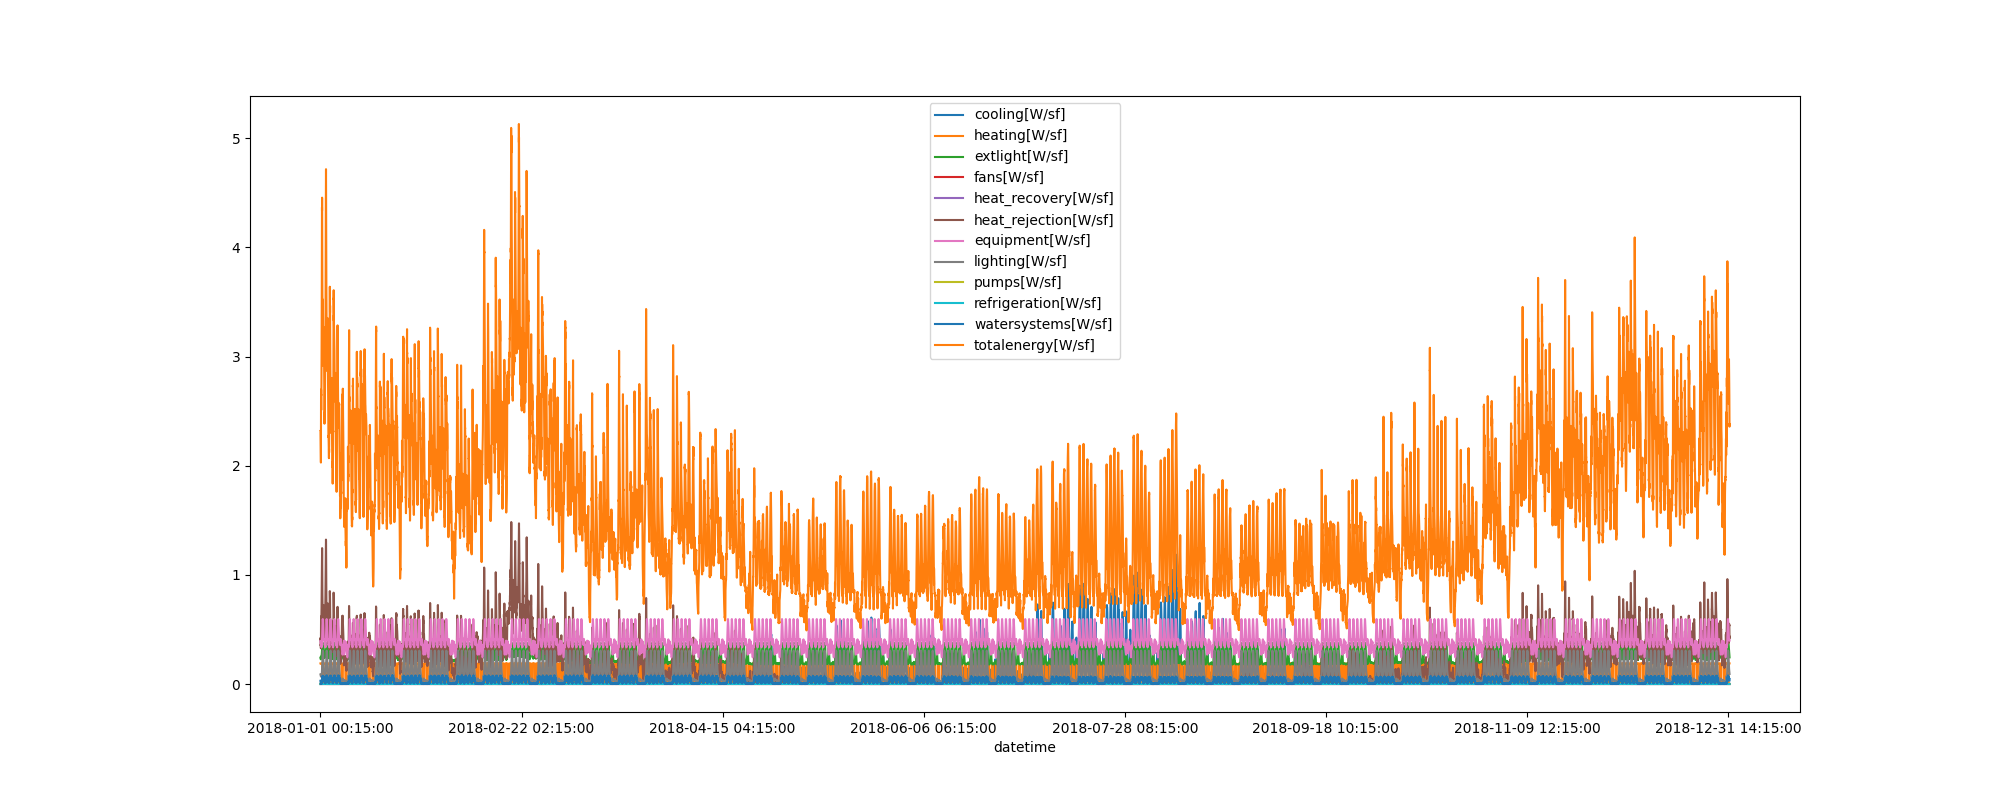 cooling[W/sf]
heating[W/sf]
extlight[W/sf]
fans[W/sf]
heat_recovery[W/sf]
heat_rejection[W/sf]
equipment[W/sf]
lighting[W/sf]
pumps[W/sf]
refrigeration[W/sf]
watersystems[W/sf]
totalenergy[W/sf]
5
4
3
2
1
0
2018-01-01 00:15:00 2018-02-22 02:15:00 2018-04-15 04:15:00 2018-06-06 06:15:00 2018-07-28 08:15:00 2018-09-18 10:15:00 2018-11-09 12:15:00 2018-12-31 14:15:00
datetime